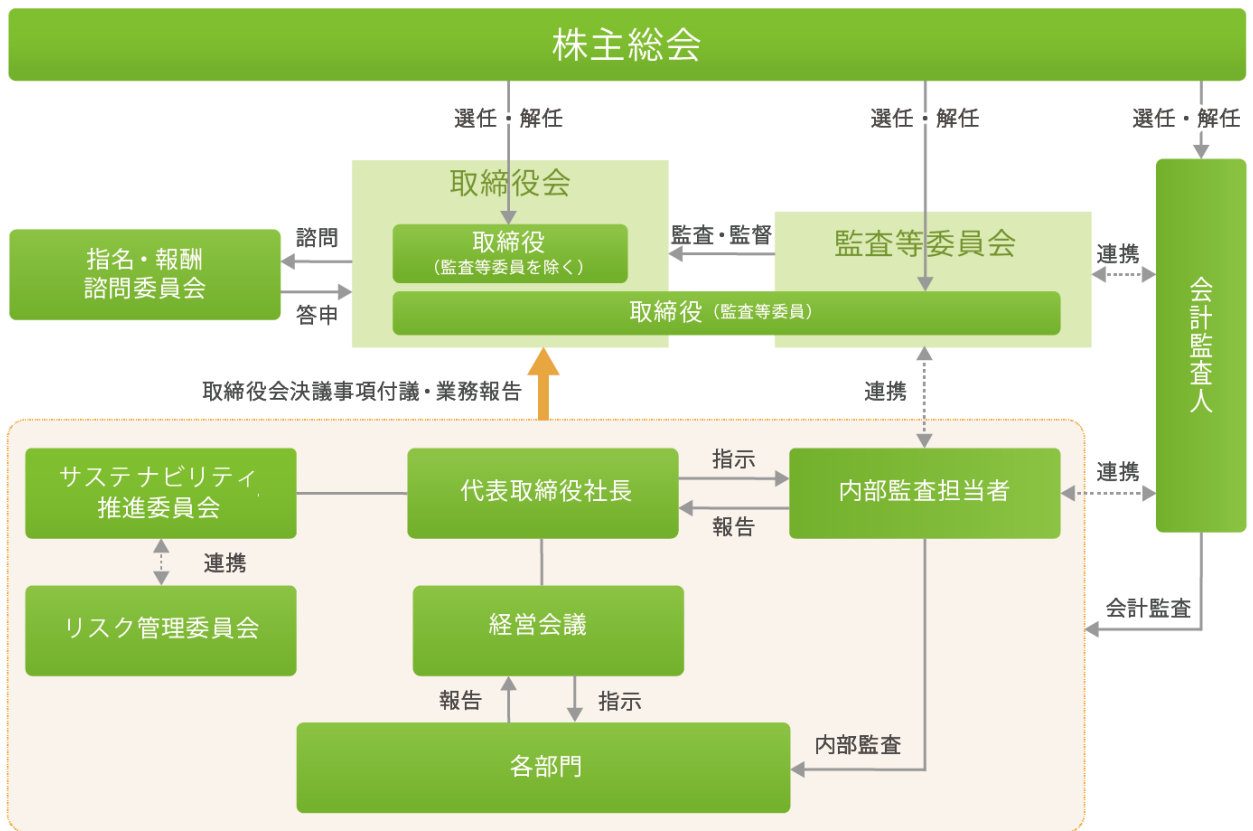 株主総会
選任・解任
選任・解任
選任・解任
取締役会
取締役
（監査等委員を除く）
監査・監督
監査等委員会
取締役（監査等委員）
連携
会計監査人
指名・報酬
諮問委員会
諮問
答申
取締役会決議事項付議・業務報告
連携
サステナビリティ
推進委員会
代表取締役社長
指示
報告
内部監査担当者
連携
連携
リスク管理委員会
経営会議
会計監査
報告
指示
各部門
内部監査